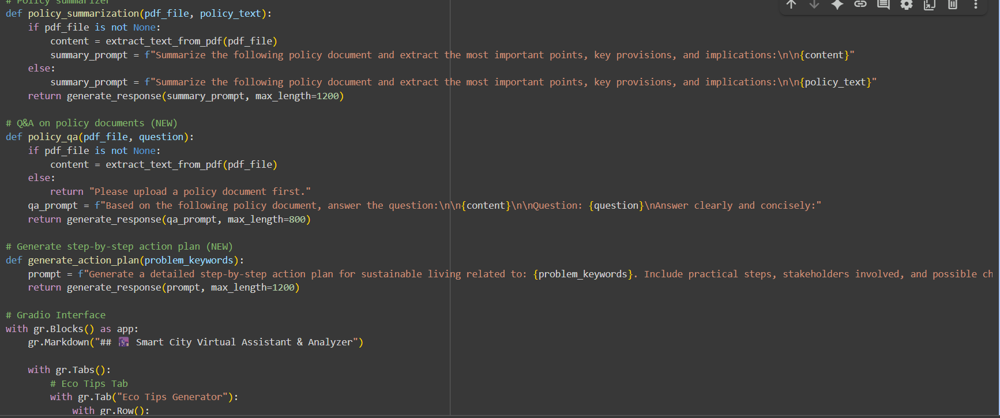 # Policy summarizer
def policy_summarization(pdf_file, policy_text):
    if pdf_file is not None:
        content = extract_text_from_pdf(pdf_file)
        summary_prompt = f"Summarize the following policy document and extract the most important points, key provisions, and implications:\n\n{content}"
    else:
        summary_prompt = f"Summarize the following policy document and extract the most important points, key provisions, and implications:\n\n{policy_text}"
    return generate_response(summary_prompt, max_length=1200)

# Q&A on policy documents (NEW)
def policy_qa(pdf_file, question):
    if pdf_file is not None:
        content = extract_text_from_pdf(pdf_file)
    else:
        return "Please upload a policy document first."
    qa_prompt = f"Based on the following policy document, answer the question:\n\n{content}\n\nQuestion: {question}\nAnswer clearly and concisely:"
    return generate_response(qa_prompt, max_length=800)

# Generate step-by-step action plan (NEW)
def generate_action_plan(problem_keywords):
    prompt = f"Generate a detailed step-by-step action plan for sustainable living related to: {problem_keywords}. Include practical steps, stakeholders involved, and possible ch
    return generate_response(prompt, max_length=1200)

# Gradio Interface
with gr.Blocks() as app:
    gr.Markdown("## 🌆 Smart City Virtual Assistant & Analyzer")

    with gr.Tabs():
        # Eco Tips Tab
        with gr.Tab("Eco Tips Generator"):
            with gr.Row():